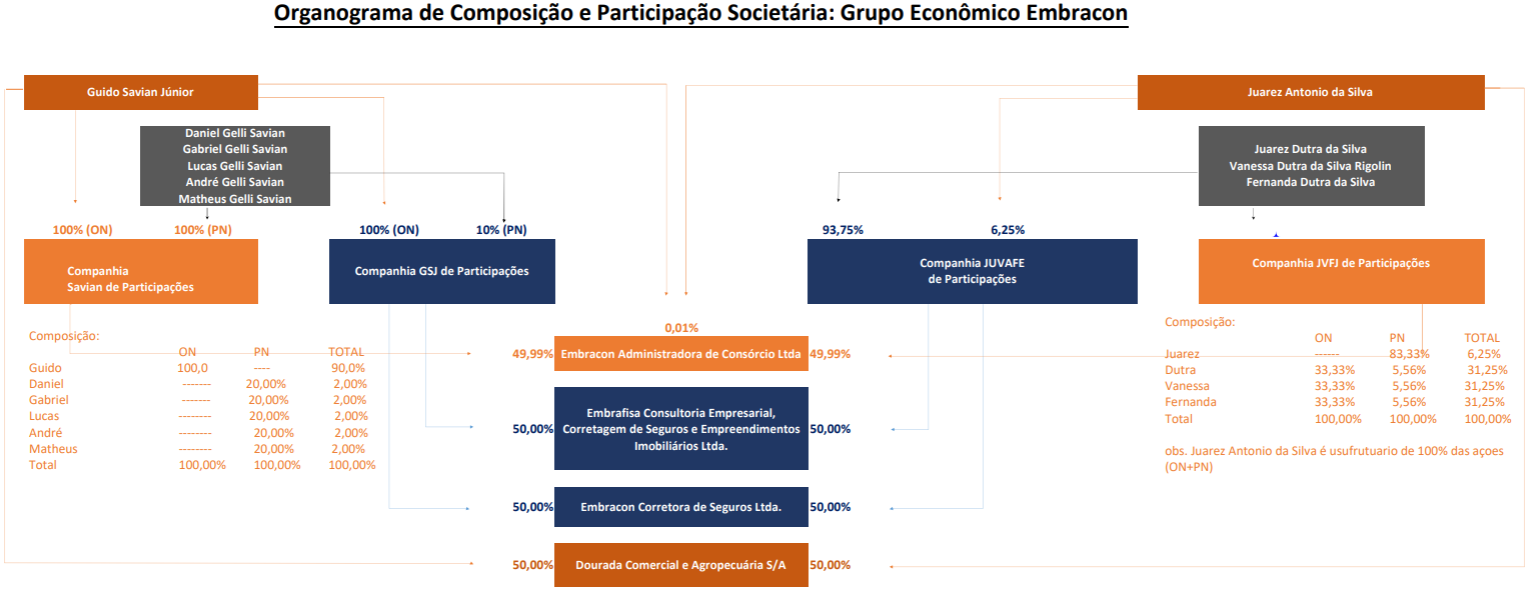 Organograma de Composição e Participação Societária: Grupo Econômico Embracon
Guido Savian Júnior
Juarez Antonio da Silva
Daniel Gelli Savian
Gabriel Gelli Savian
Lucas Gelli Savian
André Gelli Savian
Matheus Gelli Savian
Juarez Dutra da Silva
Vanessa Dutra da Silva Rigolin
Fernanda Dutra da Silva
100% (ON) 100% (PN) 100% (ON) 10% (PN) 93,75% 6,25%
Companhia
Savian de Participações
Companhia GSJ de Participações
Companhia JUVAFE
de Participações
Companhia JVFJ de Participações
0,01%
49,99% Embracon Administradora de Consórcio Ltda 49,99%
50,00%
Embrafisa Consultoria Empresarial,
Corretagem de Seguros e Empreendimentos
Imobiliários Ltda.
50,00%
50,00% Embracon Corretora de Seguros Ltda. 50,00%
50,00% Dourada Comercial e Agropecuária S/A 50,00%
Composição:
ON PN TOTAL
Guido 100,0 ---- 90,0%
Daniel ------- 20,00% 2,00%
Gabriel ------- 20,00% 2,00%
Lucas -------- 20,00% 2,00%
André -------- 20,00% 2,00%
Matheus -------- 20,00% 2,00%
Total 100,00% 100,00% 100,00%
Composição:
ON PN TOTAL
Juarez ------ 83,33% 6,25%
Dutra 33,33% 5,56% 31,25%
Vanessa 33,33% 5,56% 31,25%
Fernanda 33,33% 5,56% 31,25%
Total 100,00% 100,00% 100,00%
obs. Juarez Antonio da Silva é usufrutuario de 100% das açoes
(ON+PN)